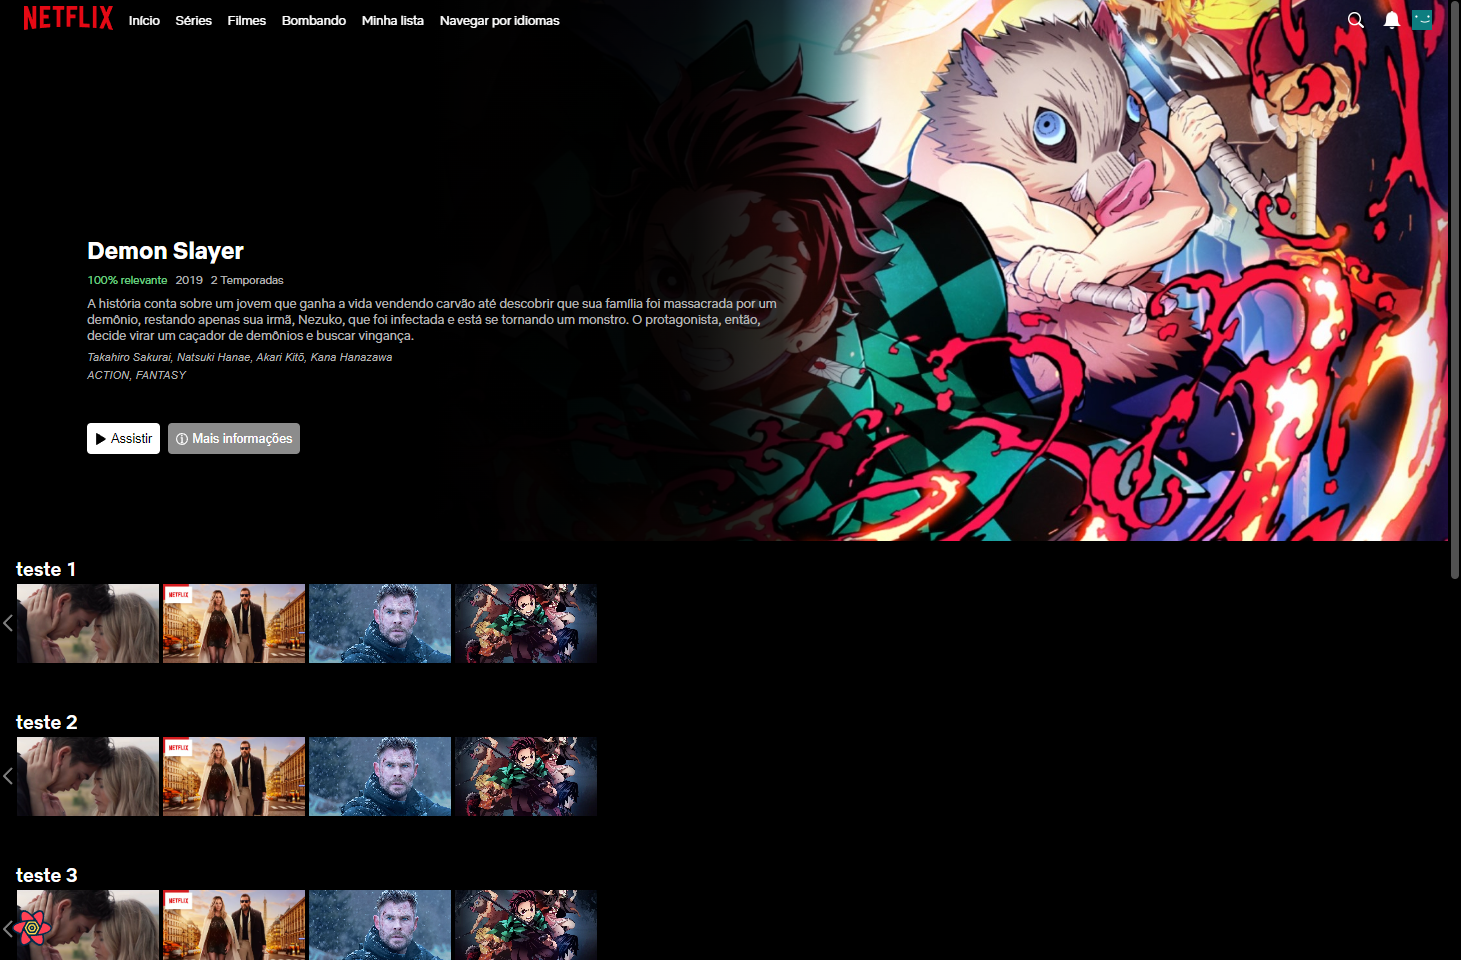 NETFLIX Início Séries Filmes Bombando Minha lista Navegar por idiomas
Demon Slayer
100% relevante 2019 2 Temporadas
A história conta sobre um jovem que ganha a vida vendendo carvão até descobrir que sua família foi massacrada por um
demônio, restando apenas sua irmã, Nezuko, que foi infectada e está se tornando um monstro. O protagonista, então,
decide virar um caçador de demônios e buscar vingança.
Takahiro Sakurai, Natsuki Hanae, Akari Kitō, Kana Hanazawa
ACTION, FANTASY
Assistir Mais informações
teste 1
NETFLIX
teste 2
NETFLIX
teste 3
NETFLIX